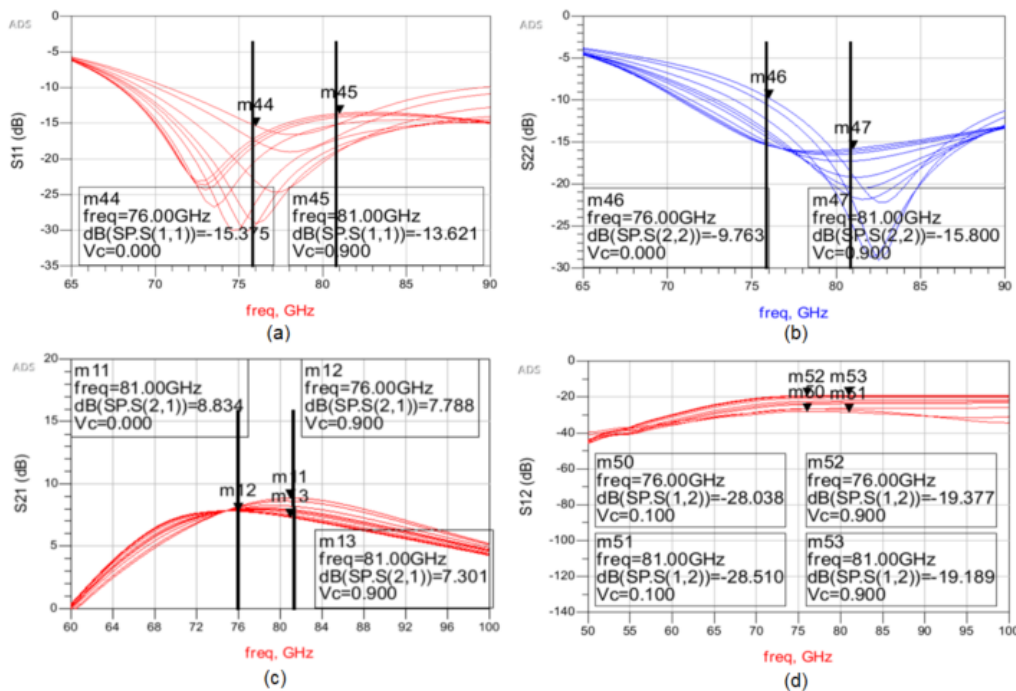 ADS
S11 (dB)
0
-5
-10
-15
-20
-25
-30
-35
m44
m45
m44
freq=76.00GHz
dB(SP.S(1,1))=-15.375
Vc=0.000
m45
freq=81.00GHz
dB(SP.S(1,1))=-13.621
Vc=0.900
65 70 75 80 85 90
freq, GHz
(a)
ADS
S22 (dB)
0
-5
-10
-15
-20
-25
-30
m46
m47
m46
freq=76.00GHz
dB(SP.S(2,2))=-9.763
Vc=0.000
m47
freq=81.00GHz
dB(SP.S(2,2))=-15.800
Vc=0.900
65 70 75 80 85 90
freq, GHz
(b)
ADS
S21 (dB)
20
15
10
5
0
m11
freq=81.00GHz
dB(SP.S(2,1))=8.834
Vc=0.000
m12
freq=76.00GHz
dB(SP.S(2,1))=7.788
Vc=0.900
m12
m11
m13
m13
freq=81.00GHz
dB(SP.S(2,1))=7.301
Vc=0.900
60 64 68 72 76 80 84 88 92 96 100
freq, GHz
(c)
ADS
S12 (dB)
-0
-20
-40
-60
-80
-100
-120
-140
m52 m53
m50 m51
m50
freq=76.00GHz
dB(SP.S(1,2))=-28.038
Vc=0.100
m52
freq=76.00GHz
dB(SP.S(1,2))=-19.377
Vc=0.900
m51
freq=81.00GHz
dB(SP.S(1,2))=-28.510
Vc=0.100
m53
freq=81.00GHz
dB(SP.S(1,2))=-19.189
Vc=0.900
50 55 60 65 70 75 80 85 90 95 100
freq, GHz
(d)